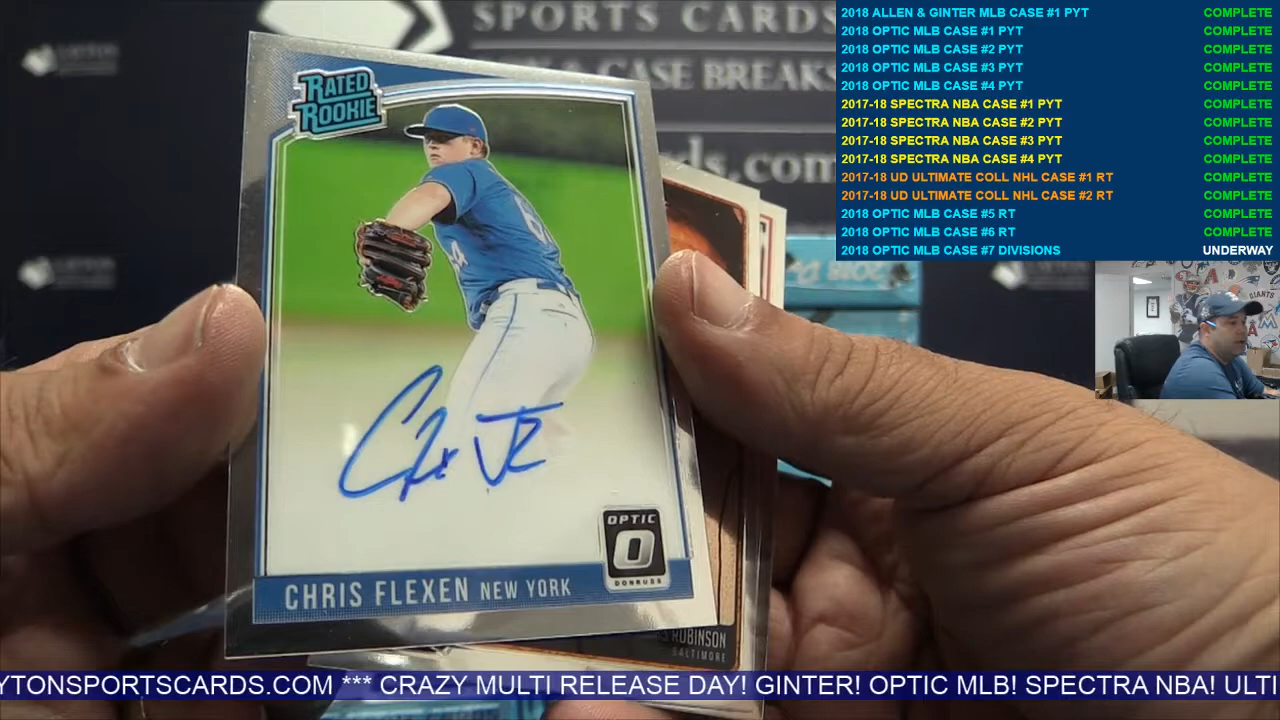 SPORTS CARDS
& CASE BREAKS
ds.com
RATED
ROOKIE
OPTIC
O
DONRUSS
CHRIS FLEXEN NEW YORK
ROBINSON
BALTIMORE
2018 ALLEN & GINTER MLB CASE #1 PYT COMPLETE
2018 OPTIC MLB CASE #1 PYT COMPLETE
2018 OPTIC MLB CASE #2 PYT COMPLETE
2018 OPTIC MLB CASE #3 PYT COMPLETE
2018 OPTIC MLB CASE #4 PYT COMPLETE
2017-18 SPECTRA NBA CASE #1 PYT COMPLETE
2017-18 SPECTRA NBA CASE #2 PYT COMPLETE
2017-18 SPECTRA NBA CASE #3 PYT COMPLETE
2017-18 SPECTRA NBA CASE #4 PYT COMPLETE
2017-18 UD ULTIMATE COLL NHL CASE #1 RT COMPLETE
2017-18 UD ULTIMATE COLL NHL CASE #2 RT COMPLETE
2018 OPTIC MLB CASE #5 RT COMPLETE
2018 OPTIC MLB CASE #6 RT COMPLETE
2018 OPTIC MLB CASE #7 DIVISIONS UNDERWAY
YTONSPORTSCARDS.COM *** CRAZY MULTI RELEASE DAY! GINTER! OPTIC MLB! SPECTRA NBA! ULTI